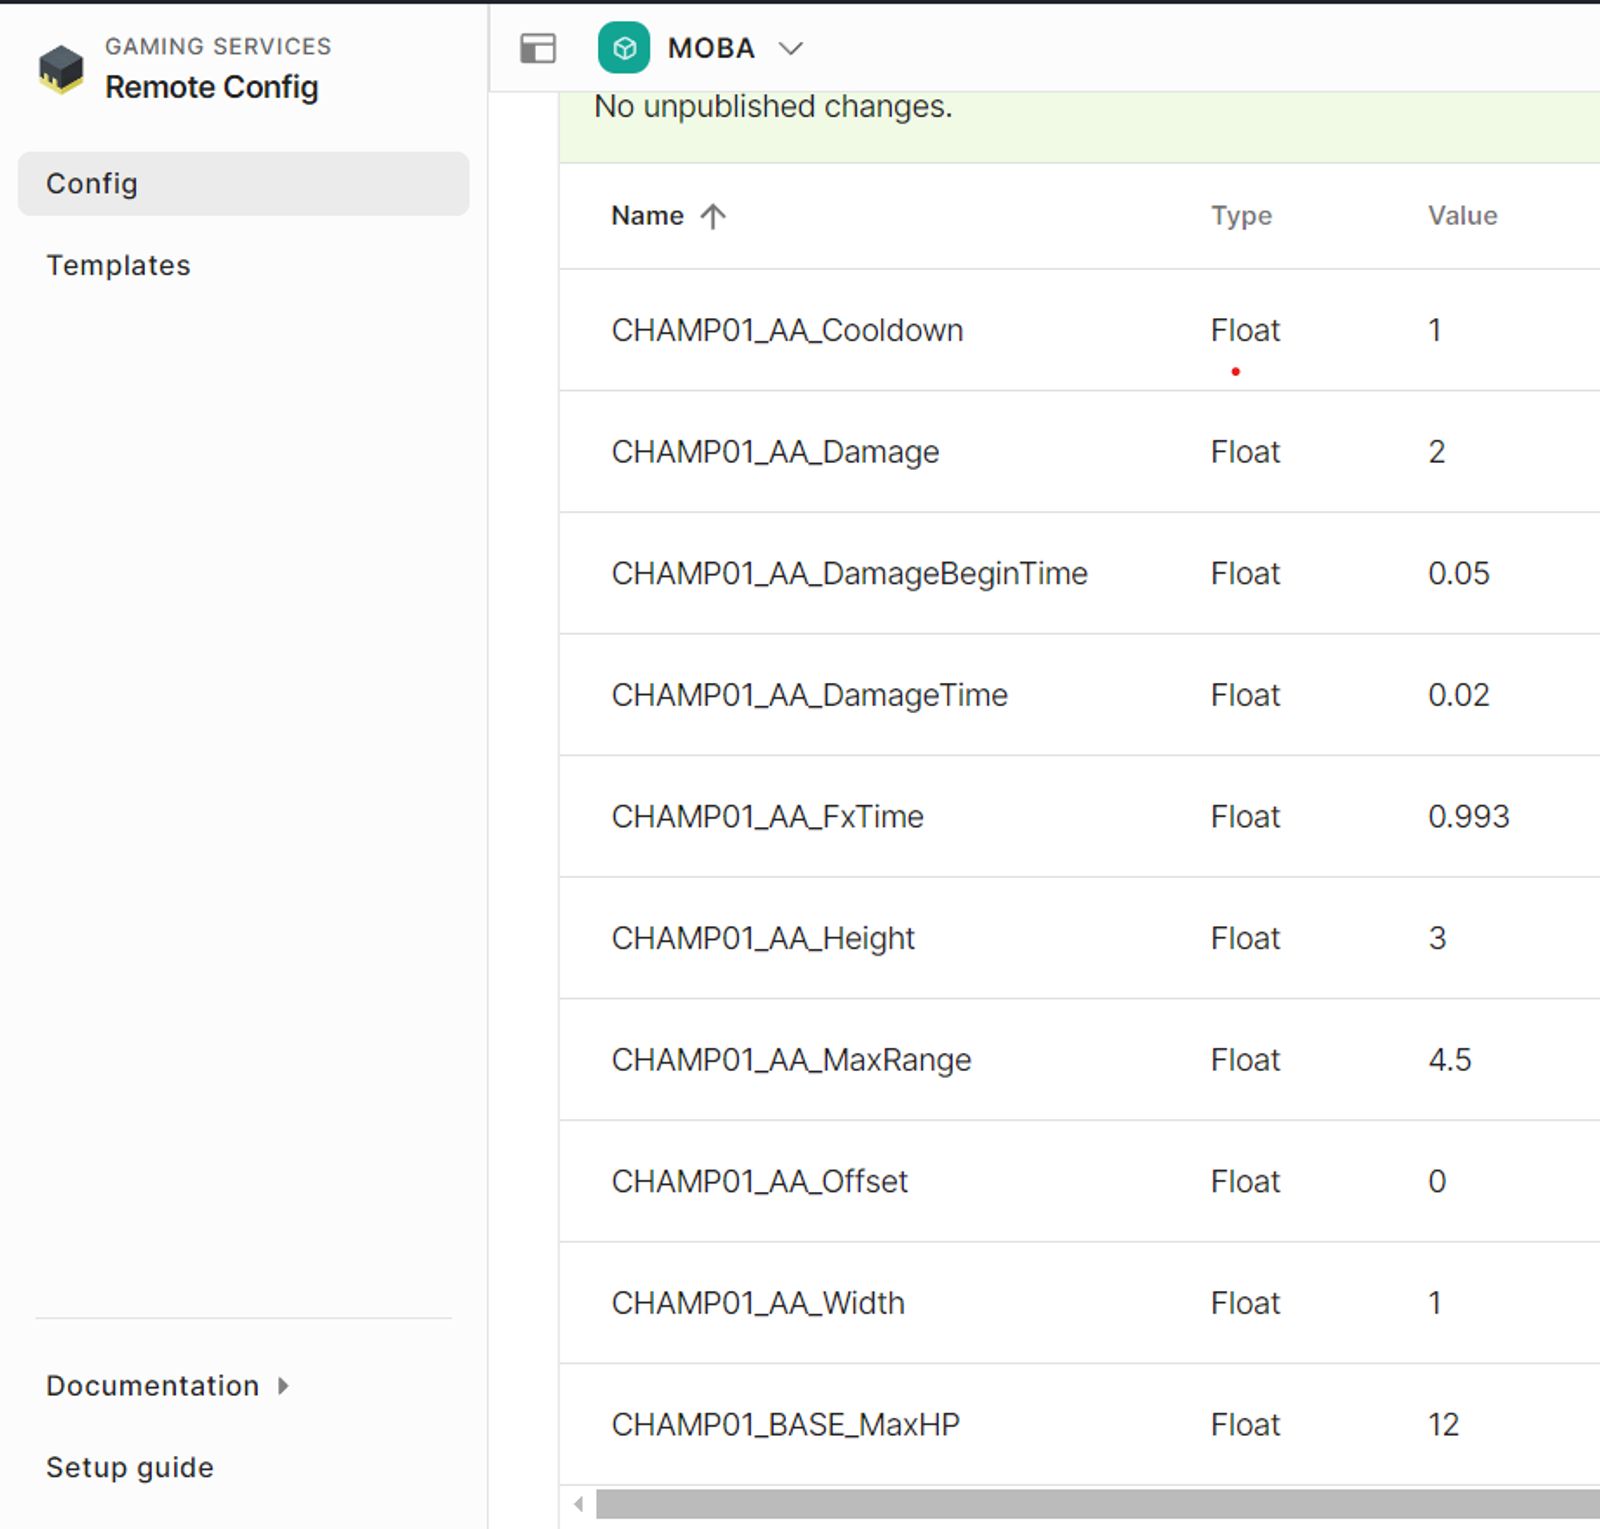 GAMING SERVICES
Remote Config
Config
Templates
Documentation
Setup guide
MOBA
No unpublished changes.
Name Type Value
CHAMP01_AA_Cooldown Float 1
CHAMP01_AA_Damage Float 2
CHAMP01_AA_DamageBeginTime Float 0.05
CHAMP01_AA_DamageTime Float 0.02
CHAMP01_AA_FxTime Float 0.993
CHAMP01_AA_Height Float 3
CHAMP01_AA_MaxRange Float 4.5
CHAMP01_AA_Offset Float 0
CHAMP01_AA_Width Float 1
CHAMP01_BASE_MaxHP Float 12